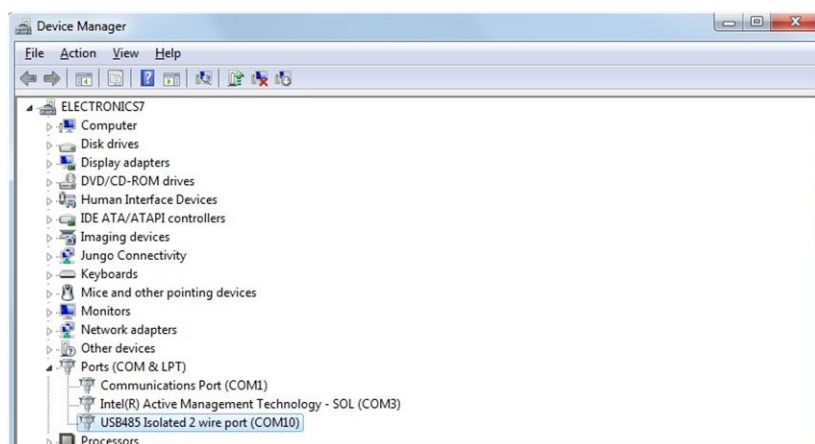 Device Manager
File Action View Help
ELECTRONICS7
Computer
Disk drives
Display adapters
DVD/CD-ROM drives
Human Interface Devices
IDE ATA/ATAPI controllers
Imaging devices
Jungo Connectivity
Keyboards
Mice and other pointing devices
Monitors
Network adapters
Other devices
Ports (COM & LPT)
Communications Port (COM1)
Intel(R) Active Management Technology - SOL (COM3)
USB485 Isolated 2 wire port (COM10)
Processors